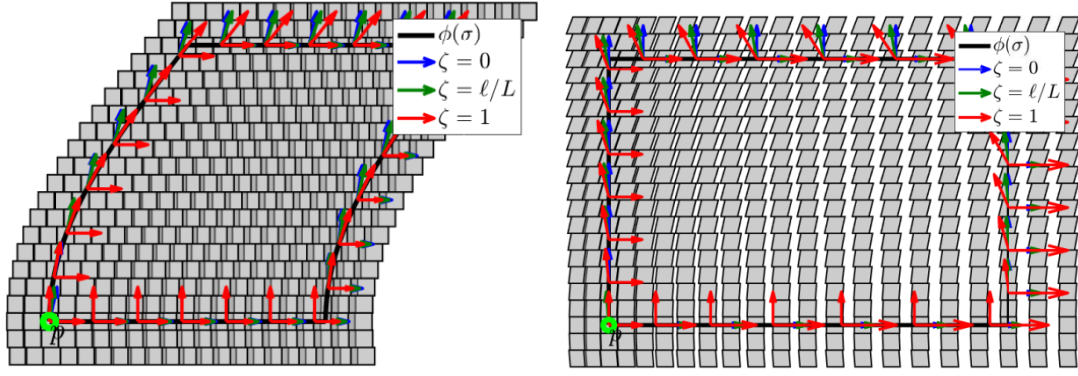 ϕ(σ)
ζ = 0
ζ = ℓ/L
ζ = 1
p
ϕ(σ)
ζ = 0
ζ = ℓ/L
ζ = 1
p